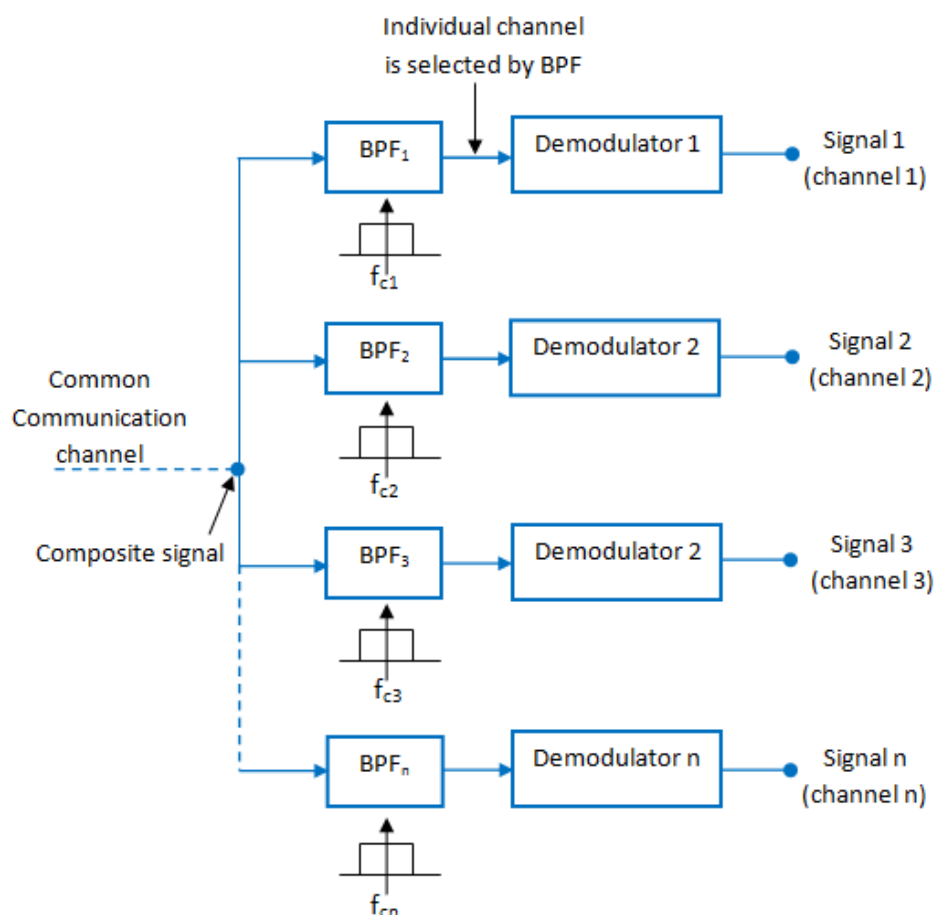 Individual channel
is selected by BPF
BPF1
Demodulator 1
Signal 1
(channel 1)
fc1
BPF2
Demodulator 2
Signal 2
(channel 2)
fc2
Common
Communication
channel
Composite signal
BPF3
Demodulator 2
Signal 3
(channel 3)
fc3
BPFn
Demodulator n
Signal n
(channel n)
fcn